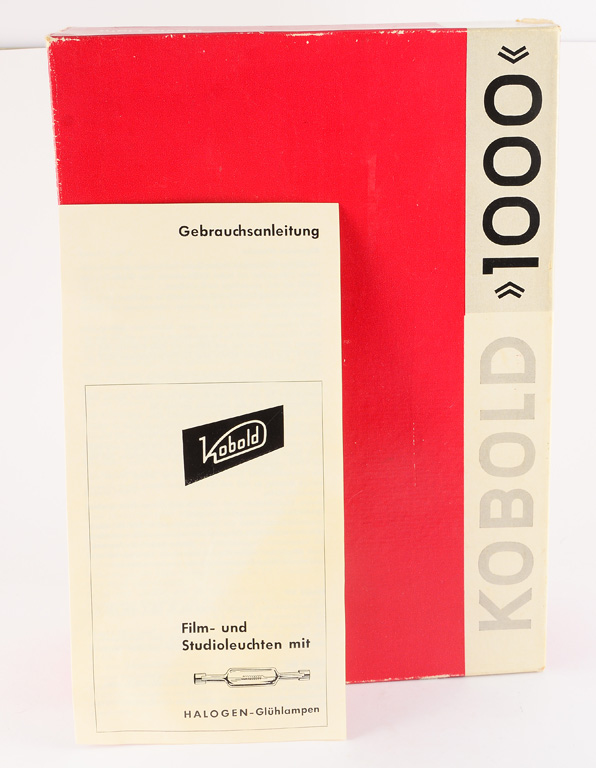 KOBOLD »1000«
Gebrauchsanleitung
Kobold
Film- und
Studioleuchten mit
HALOGEN-Glühlampen